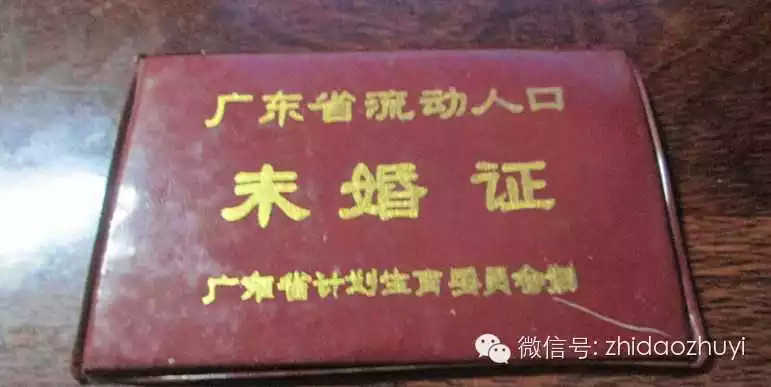 广东省流动人口
未婚证
广东省计划生育委员会制
微信号: zhidaozhuyi